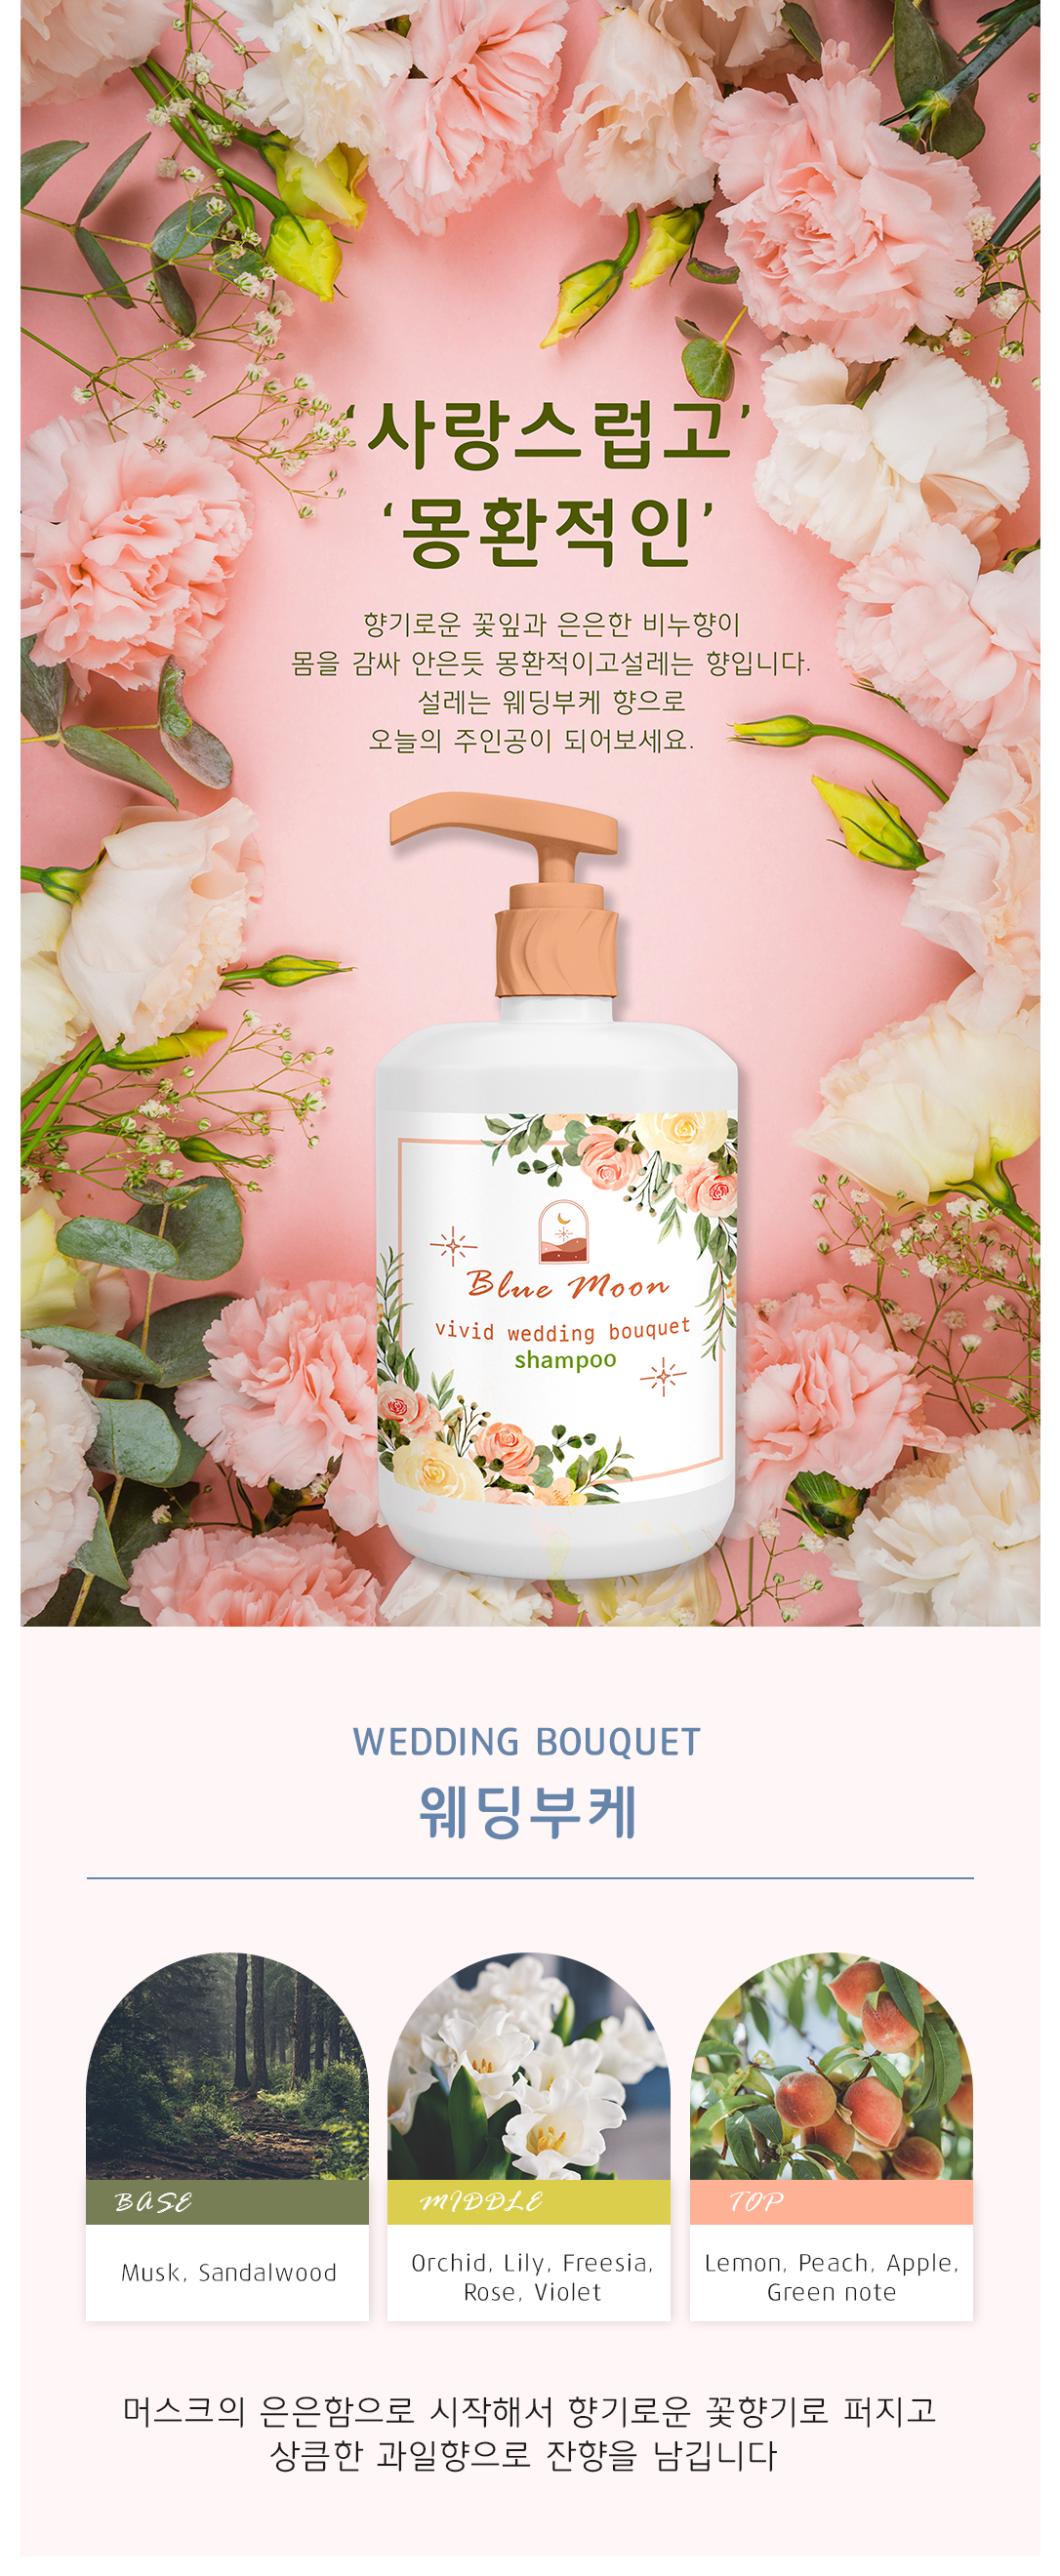 ‘사랑스럽고’
‘몽환적인’
향기로운 꽃잎과 은은한 비누향이
몸을 감싸 안은듯 몽환적이고설레는 향입니다.
설레는 웨딩부케 향으로
오늘의 주인공이 되어보세요.
Blue Moon
vivid wedding bouquet
shampoo
WEDDING BOUQUET
웨딩부케
BASE
Musk, Sandalwood
MIDDLE
Orchid, Lily, Freesia,
Rose, Violet
TOP
Lemon, Peach, Apple,
Green note
머스크의 은은함으로 시작해서 향기로운 꽃향기로 퍼지고
상큼한 과일향으로 잔향을 남깁니다